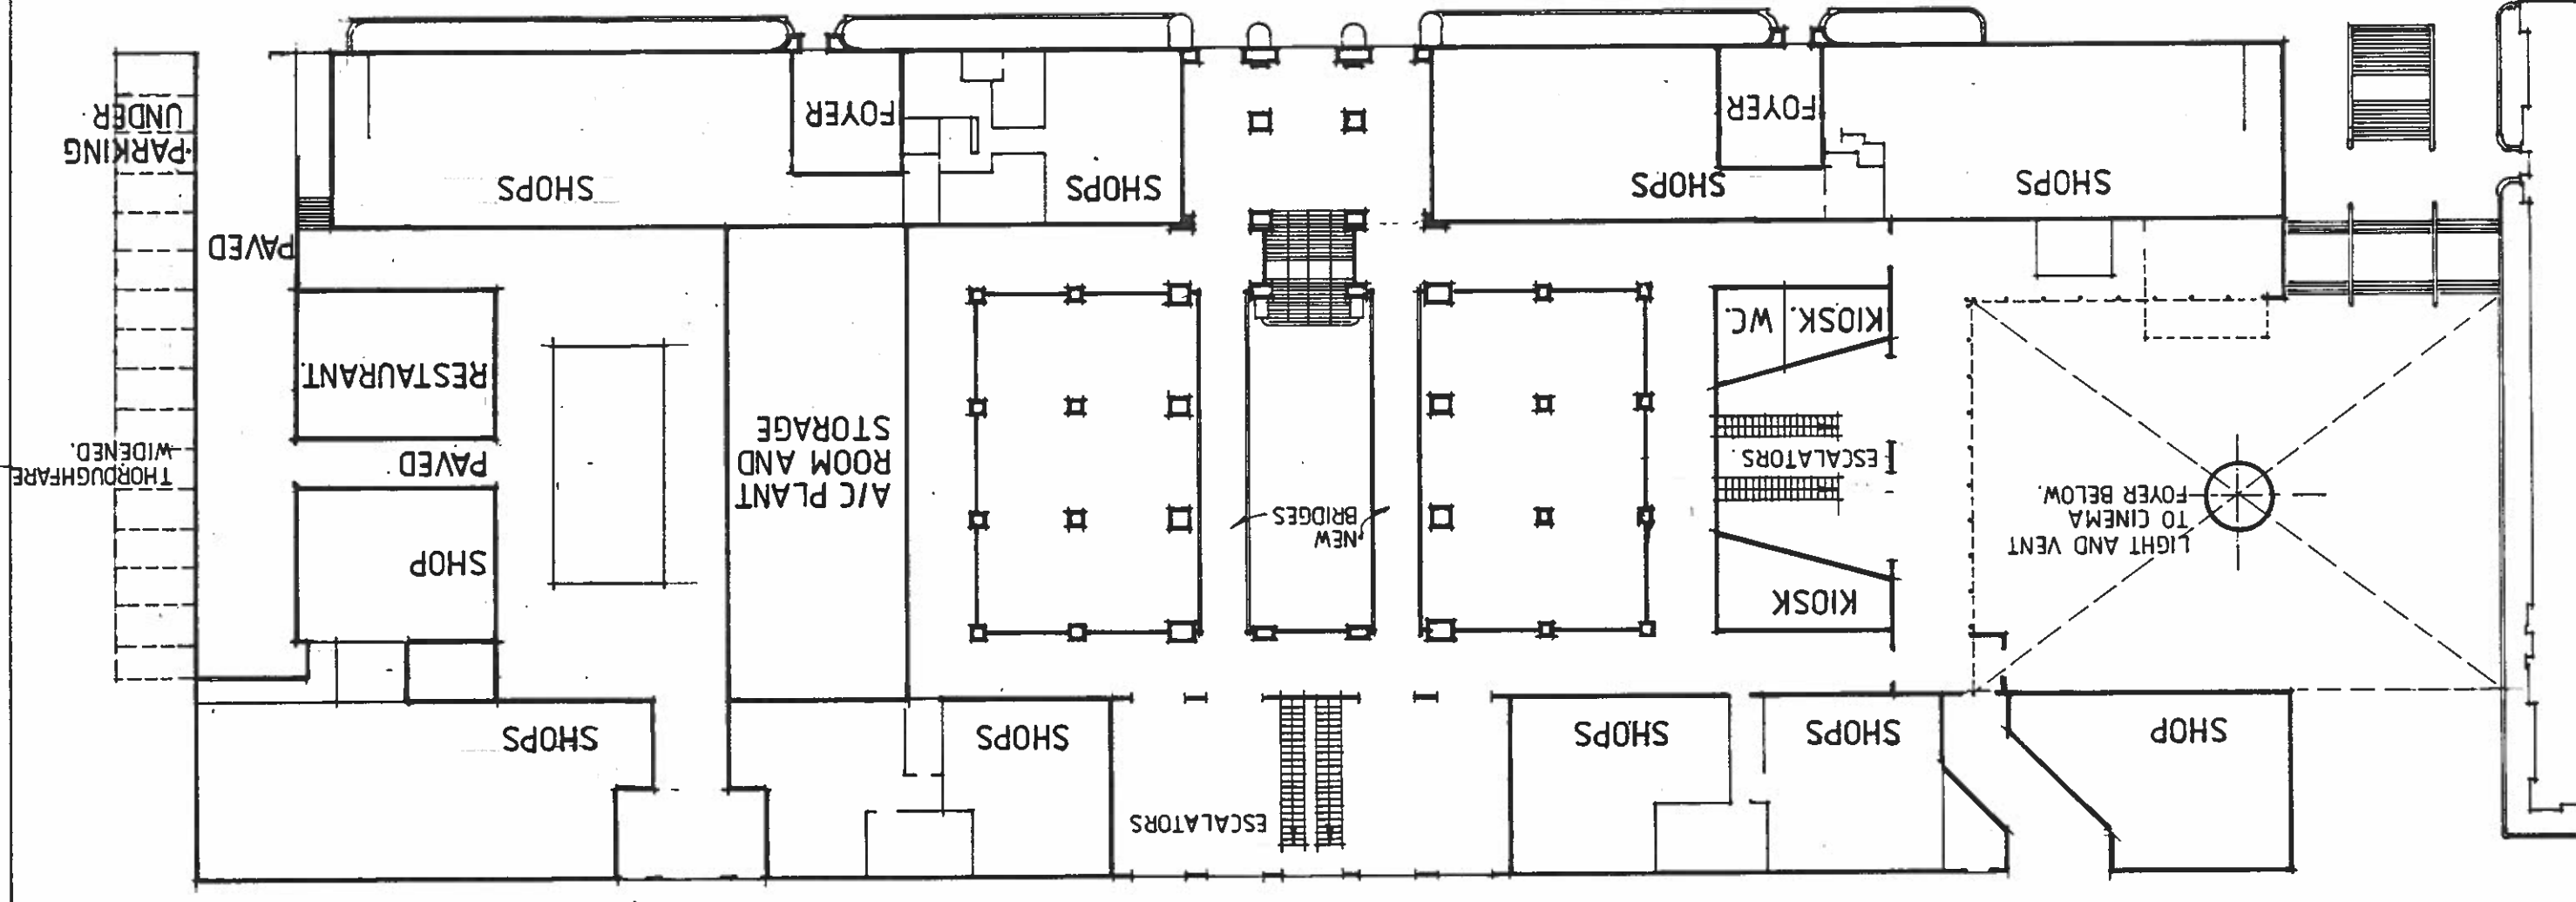 SHOP
SHOPS
SHOPS
ESCALATORS
SHOPS
SHOPS
KIOSK
LIGHT AND VENT
TO CINEMA
FOYER BELOW.
ESCALATORS.
NEW
BRIDGES
A/C PLANT
ROOM AND
STORAGE
SHOP
PAVED
THOROUGHFARE
WIDENED.
KIOSK. WC.
RESTAURANT.
PAVED
SHOPS
SHOPS
SHOPS
SHOPS
FOYER
FOYER
PARKING
UNDER